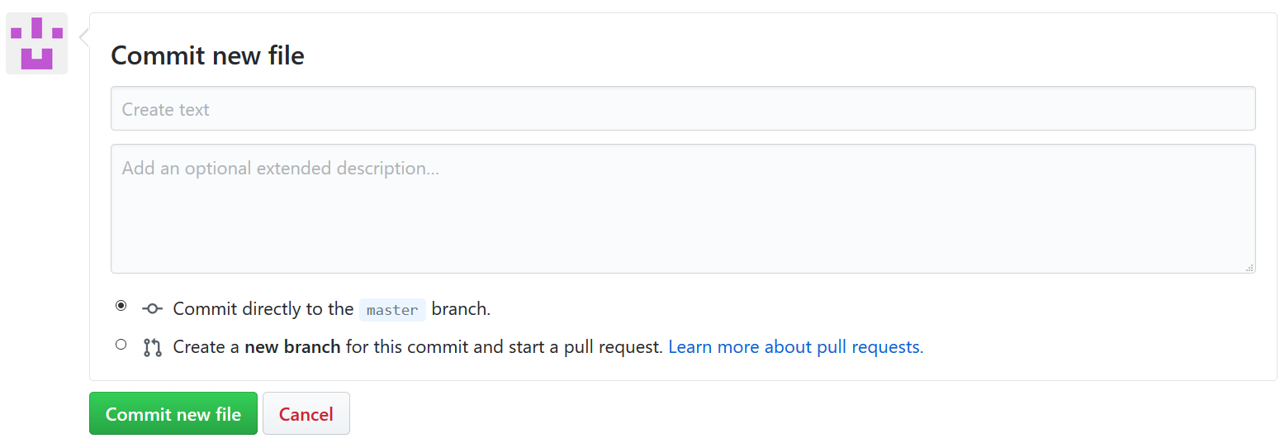 Commit new file
Create text
Add an optional extended description...
Commit directly to the master branch.
Create a new branch for this commit and start a pull request. Learn more about pull requests.
Commit new file
Cancel